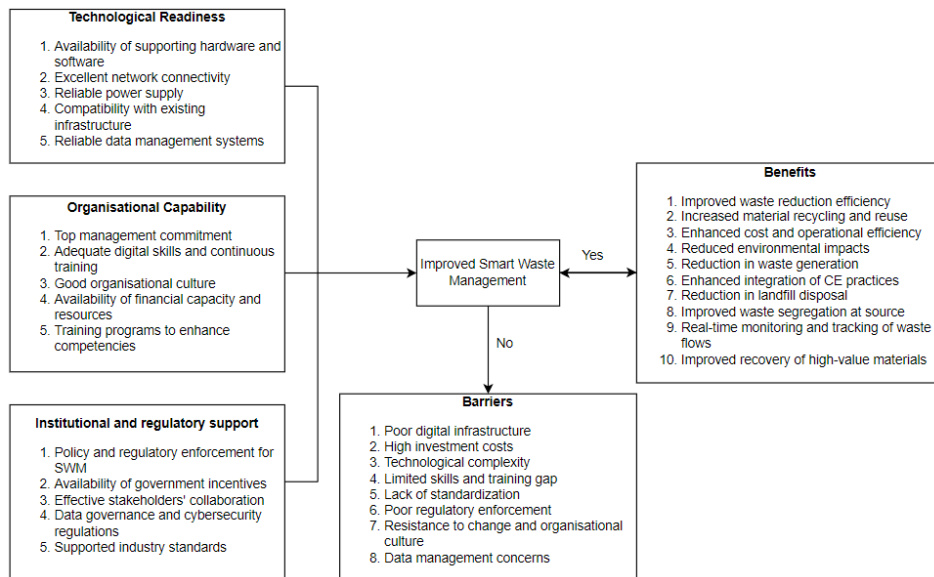 Technological Readiness
1. Availability of supporting hardware and
software
2. Excellent network connectivity
3. Reliable power supply
4. Compatibility with existing
infrastructure
5. Reliable data management systems
Organisational Capability
1. Top management commitment
2. Adequate digital skills and continuous
training
3. Good organisational culture
4. Availability of financial capacity and
resources
5. Training programs to enhance
competencies
Institutional and regulatory support
1. Policy and regulatory enforcement for
SWM
2. Availability of government incentives
3. Effective stakeholders' collaboration
4. Data governance and cybersecurity
regulations
5. Supported industry standards
Improved Smart Waste
Management
Yes
No
Benefits
1. Improved waste reduction efficiency
2. Increased material recycling and reuse
3. Enhanced cost and operational efficiency
4. Reduced environmental impacts
5. Reduction in waste generation
6. Enhanced integration of CE practices
7. Reduction in landfill disposal
8. Improved waste segregation at source
9. Real-time monitoring and tracking of waste
flows
10. Improved recovery of high-value materials
Barriers
1. Poor digital infrastructure
2. High investment costs
3. Technological complexity
4. Limited skills and training gap
5. Lack of standardization
6. Poor regulatory enforcement
7. Resistance to change and organisational
culture
8. Data management concerns